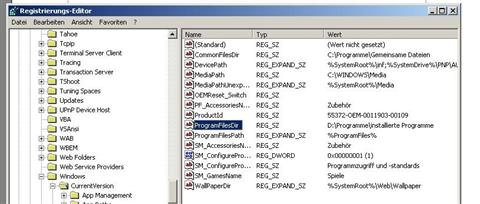 Registrierungs-Editor
Datei Bearbeiten Ansicht Favoriten ?
Tahoe
Tcpip
Terminal Server Client
Tracing
Transaction Server
TShoot
Tuning Spaces
Updates
UPnP Device Host
VBA
VSAnsi
WAB
WBEM
Web Folders
Web Service Providers
Windows
CurrentVersion
App Management
Name Typ Wert
(Standard) REG_SZ (Wert nicht gesetzt)
CommonFilesDir REG_SZ C:\Programme\Gemeinsame Dateien
DevicePath REG_EXPAND_SZ %SystemRoot%\inf;%SystemDrive%\PNP\AU
MediaPath REG_SZ C:\WINDOWS\Media
MediaPathUnexp... REG_EXPAND_SZ %SystemRoot%\Media
OEMReset_Switch REG_SZ
PF_AccessoriesN... REG_SZ Zubehör
ProductId REG_SZ 55372-OEM-0011903-00109
ProgramFilesDir REG_SZ D:\Programme\installierte Programme
ProgramFilesPath REG_EXPAND_SZ %ProgramFiles%
SM_AccessoriesN... REG_SZ Zubehör
SM_ConfigurePro... REG_DWORD 0x00000001 (1)
SM_ConfigurePro... REG_SZ Programmzugriff und -standards
SM_GamesName REG_SZ Spiele
WallPaperDir REG_EXPAND_SZ %SystemRoot%\Web\Wallpaper